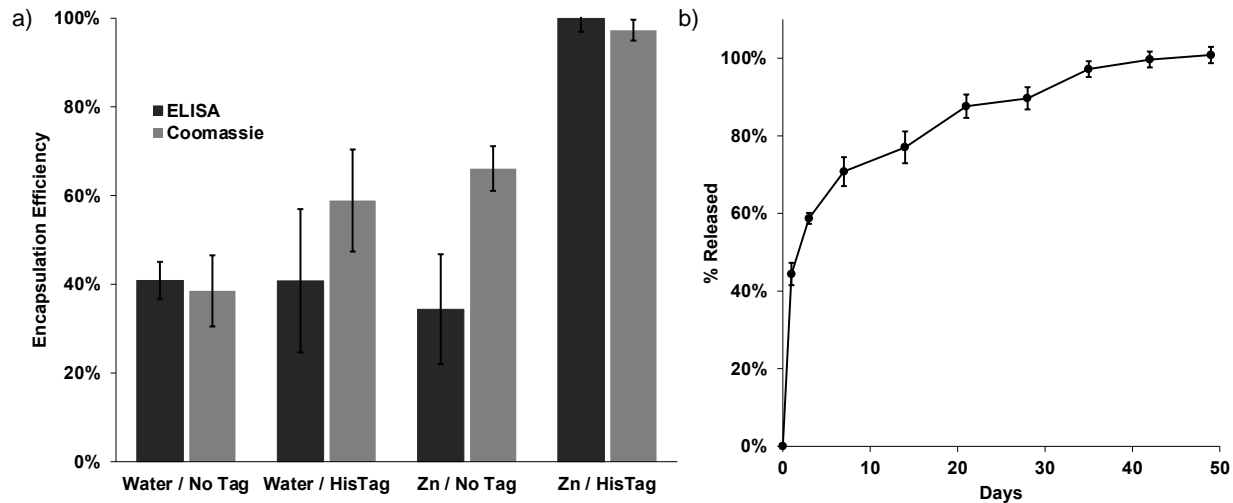 a)
Encapsulation Efficiency
100%
80%
60%
40%
20%
0%
ELISA
Coomassie
Water / No Tag
Water / HisTag
Zn / No Tag
Zn / HisTag
b)
% Released
100%
80%
60%
40%
20%
0%
0 10 20 30 40 50
Days